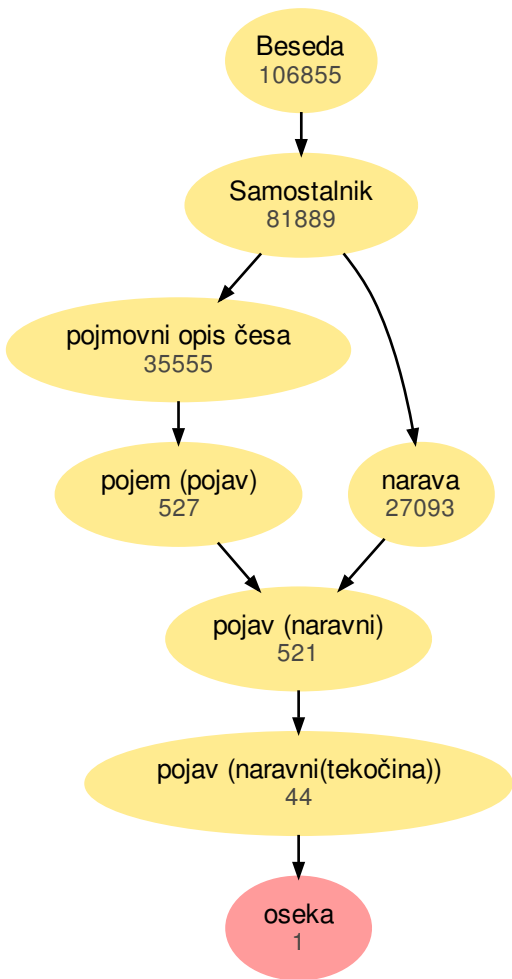 Beseda
106855
Samostalnik
81889
pojmovni opis česa
35555
pojem (pojav)
527
narava
27093
pojav (naravni)
521
pojav (naravni(tekočina))
44
oseka
1